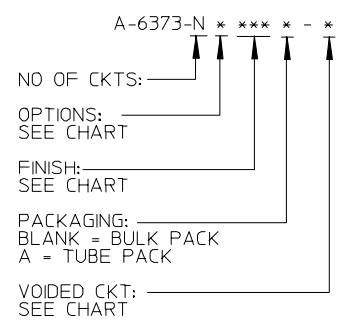 A-6373-N * *** * - *
NO OF CKTS:
OPTIONS:
SEE CHART
FINISH:
SEE CHART
PACKAGING:
BLANK = BULK PACK
A = TUBE PACK
VOIDED CKT:
SEE CHART